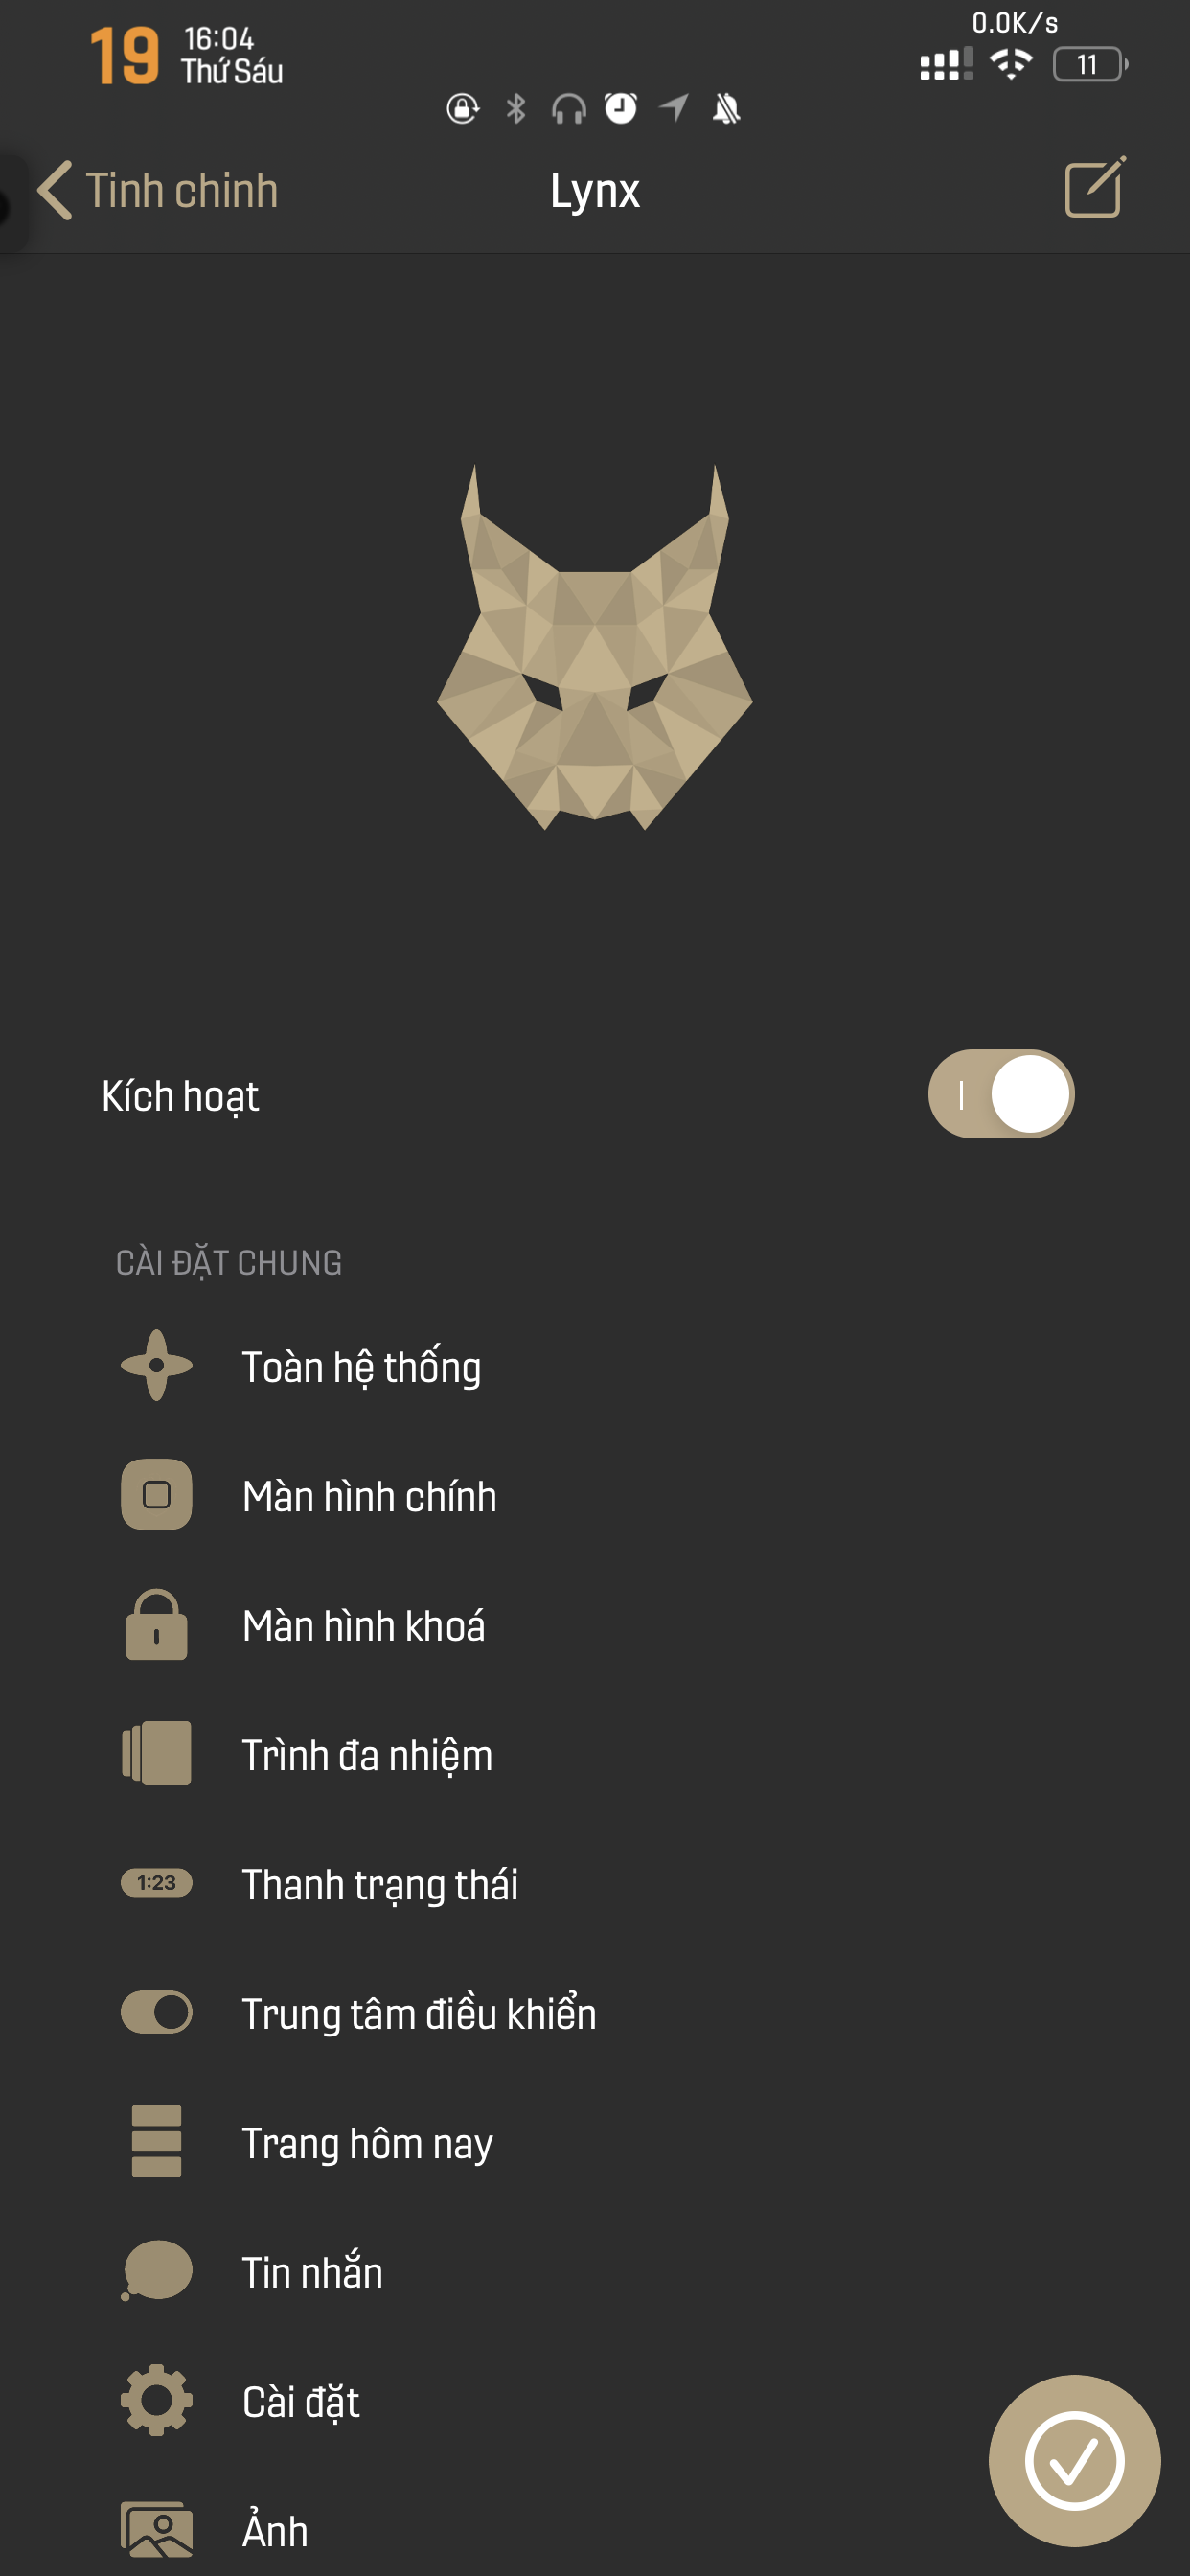 0.0K/s
19 16:04
Thứ Sáu
11
Tinh chinh
Lynx
Kích hoạt
CÀI ĐẶT CHUNG
Toàn hệ thống
Màn hình chính
Màn hình khoá
Trình đa nhiệm
1:23 Thanh trạng thái
Trung tâm điều khiển
Trang hôm nay
Tin nhắn
Cài đặt
Ảnh